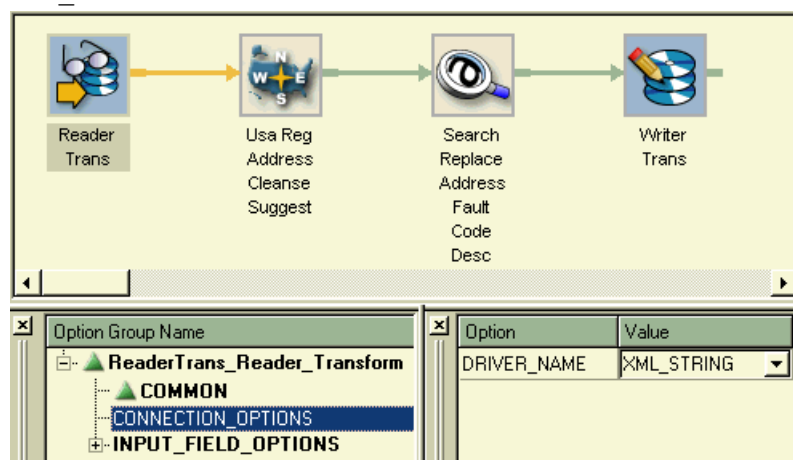 Reader
Trans
Usa Reg
Address
Cleanse
Suggest
Search
Replace
Address
Fault
Code
Desc
Writer
Trans
Option Group Name
ReaderTrans_Reader_Transform
COMMON
CONNECTION_OPTIONS
INPUT_FIELD_OPTIONS
Option Value
DRIVER_NAME XML_STRING